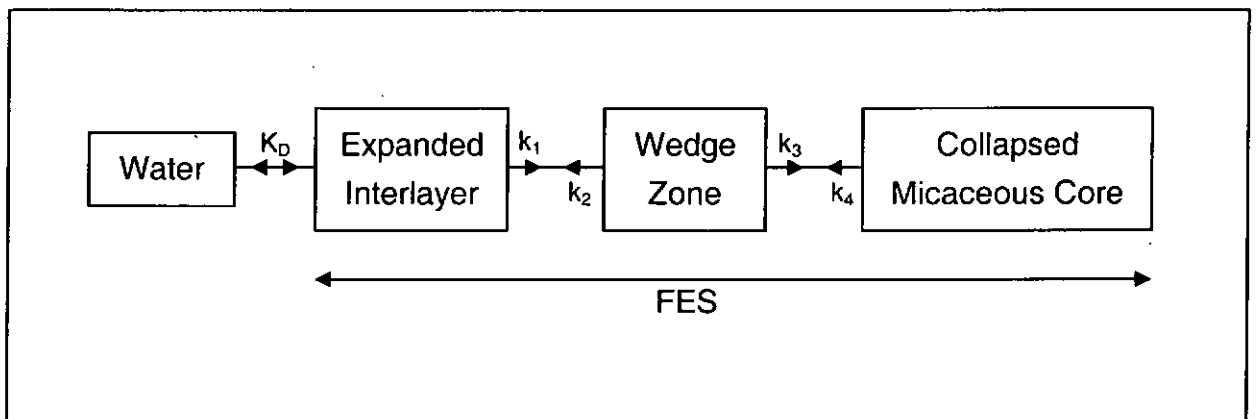 Water
K_D
Expanded
Interlayer
k₁
k₂
Wedge
Zone
k₃
k₄
Collapsed
Micaceous Core
FES